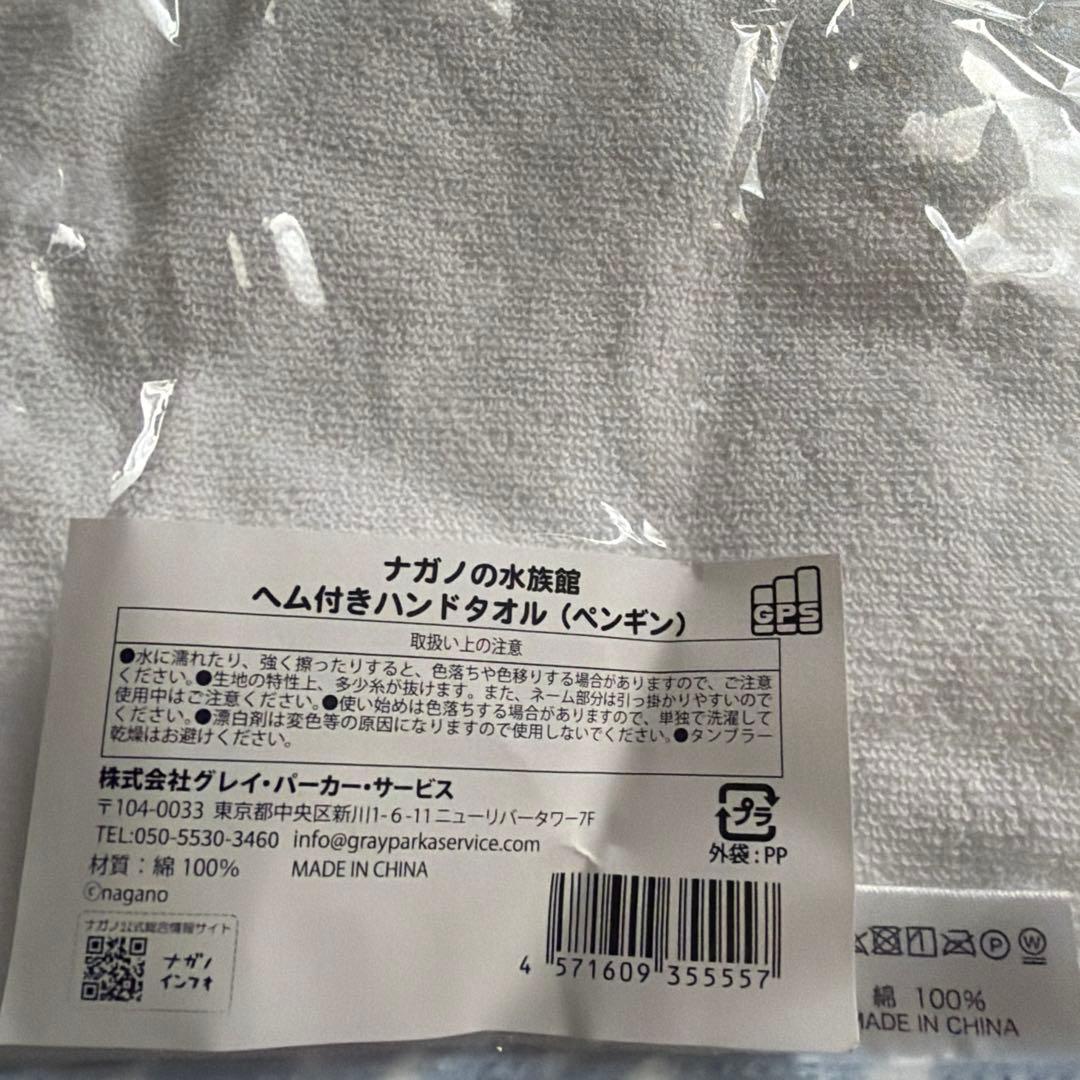 ナガノの水族館
ヘム付きハンドタオル（ペンギン）
GPS
取扱い上の注意
●水に濡れたり、強く擦ったりすると、色落ちや色移りする場合がありますので、ご注意
ください。●生地の特性上、多少糸が抜けます。また、ネーム部分は引っ掛かりやすいので
使用中はご注意ください。●使い始めは色落ちする場合がありますので、単独で洗濯して
ください。●漂白剤は変色等の原因になりますので使用しないでください。●タンブラー
乾燥はお避けください。
株式会社グレイ・パーカー・サービス
〒104-0033 東京都中央区新川1-6-11ニューリバータワー7F
TEL:050-5530-3460 info@grayparkaservice.com
材質：綿100% MADE IN CHINA
©nagano
プラ
外袋:PP
ナガノ公式総合情報サイト
ナガノ
インフォ
4 571609 355557
P W
綿 100%
MADE IN CHINA